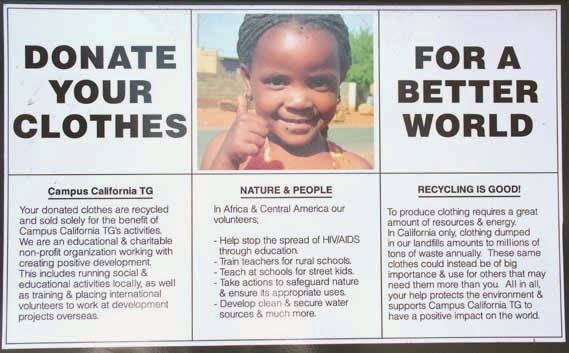 DONATE
YOUR
CLOTHES
FOR A
BETTER
WORLD
Campus California TG
Your donated clothes are recycled
and sold solely for the benefit of
Campus California TG's activities.
We are an educational & charitable
non-profit organization working with
creating positive development.
This includes running social &
educational activities locally, as well
as training & placing international
volunteers to work at development
projects overseas.
NATURE & PEOPLE
In Africa & Central America our
volunteers;
- Help stop the spread of HIV/AIDS
through education.
- Train teachers for rural schools.
- Teach at schools for street kids.
- Take actions to safeguard nature
& ensure its appropriate uses.
- Develop clean & secure water
sources & much more.
RECYCLING IS GOOD!
To produce clothing requires a great
amount of resources & energy.
In California only, clothing dumped
in our landfills amounts to millions of
tons of waste annually. These same
clothes could instead be of big
importance & use for others that may
need them more than you. All in all,
your help protects the environment &
supports Campus California TG to
have a positive impact on the world.